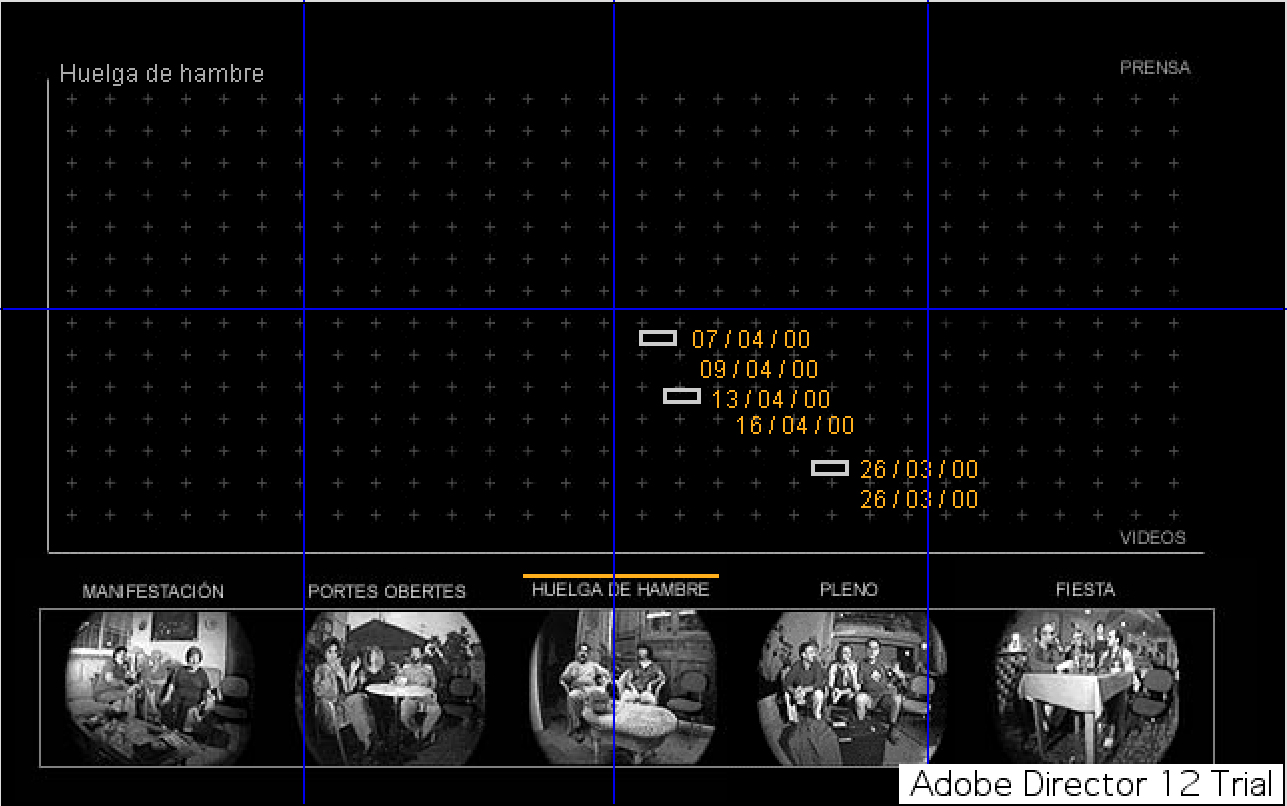 Huelga de hambre
PRENSA
07/04/00
09/04/00
13/04/00
16/04/00
26/03/00
26/03/00
VIDEOS
MANIFESTACIÓN
PORTES OBERTES
HUELGA DE HAMBRE
PLENO
FIESTA
Adobe Director 12 Trial